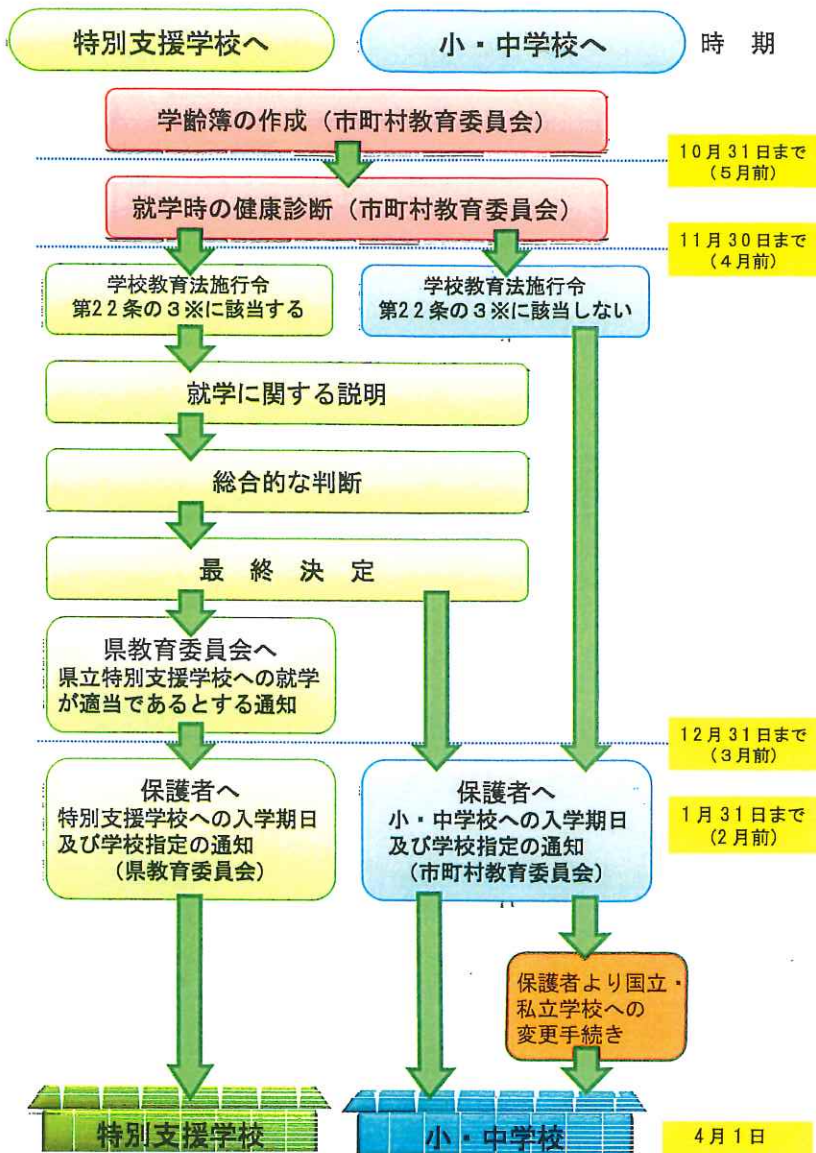 特別支援学校へ
小・中学校へ
時　期
学齢簿の作成（市町村教育委員会）
10月31日まで
（5月前）
就学時の健康診断（市町村教育委員会）
11月30日まで
（4月前）
学校教育法施行令
第22条の3※に該当する
学校教育法施行令
第22条の3※に該当しない
就学に関する説明
総合的な判断
最　終　決　定
県教育委員会へ
県立特別支援学校への就学
が適当であるとする通知
12月31日まで
（3月前）
保護者へ
特別支援学校への入学期日
及び学校指定の通知
（県教育委員会）
保護者へ
小・中学校への入学期日
及び学校指定の通知
（市町村教育委員会）
1月31日まで
（2月前）
保護者より国立・
私立学校への
変更手続き
特別支援学校
小・中学校
4月1日